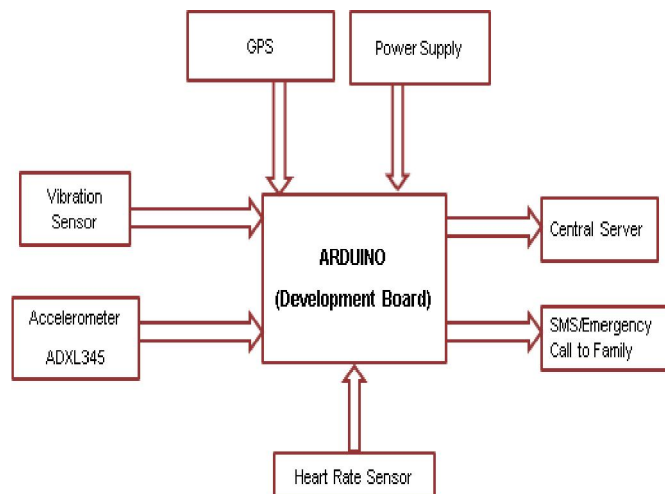 GPS
Power Supply
Vibration
Sensor
ARDUINO
(Development Board)
Central Server
Accelerometer
ADXL345
SMS/Emergency
Call to Family
Heart Rate Sensor